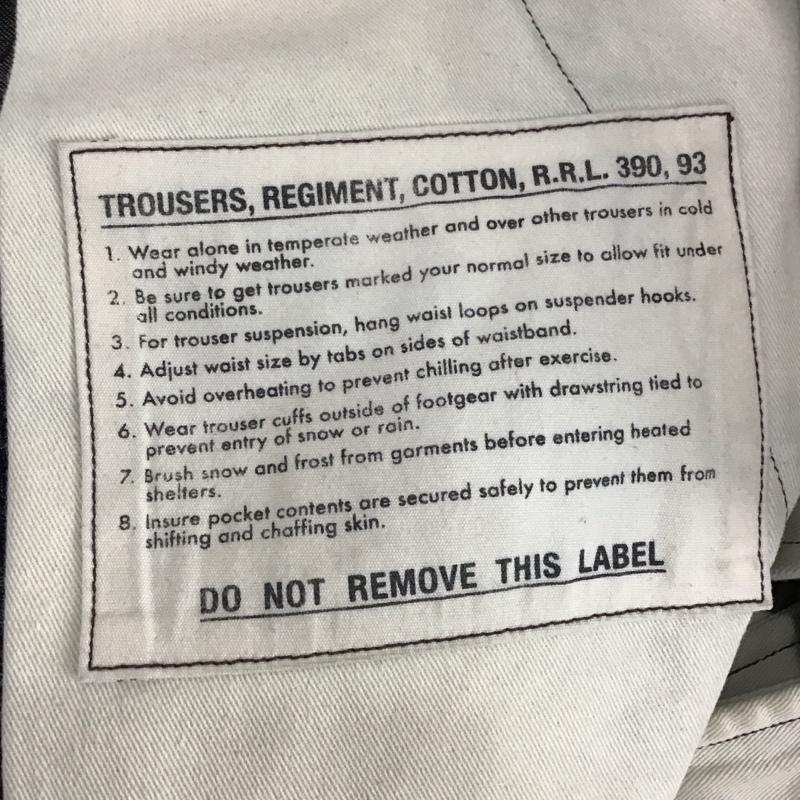 TROUSERS, REGIMENT, COTTON, R.R.L. 390, 93
1. Wear alone in temperate weather and over other trousers in cold
and windy weather.
2. Be sure to get trousers marked your normal size to allow fit under
all conditions.
3. For trouser suspension, hang waist loops on suspender hooks.
4. Adjust waist size by tabs on sides of waistband.
5. Avoid overheating to prevent chilling after exercise.
6. Wear trouser cuffs outside of footgear with drawstring tied to
prevent entry of snow or rain.
7. Brush snow and frost from garments before entering heated
shelters.
8. Insure pocket contents are secured safely to prevent them from
shifting and chaffing skin.
DO NOT REMOVE THIS LABEL